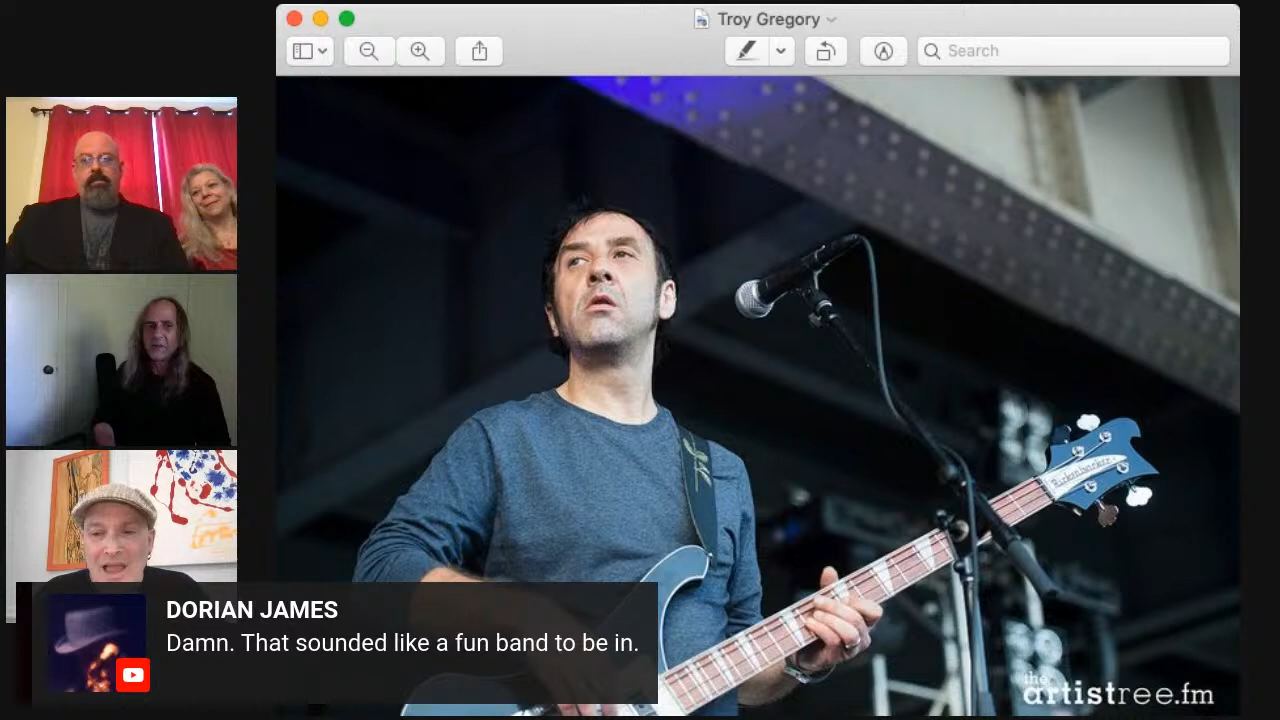 Troy Gregory
Search
Rickenbacker
the
artistree.fm
DORIAN JAMES
Damn. That sounded like a fun band to be in.